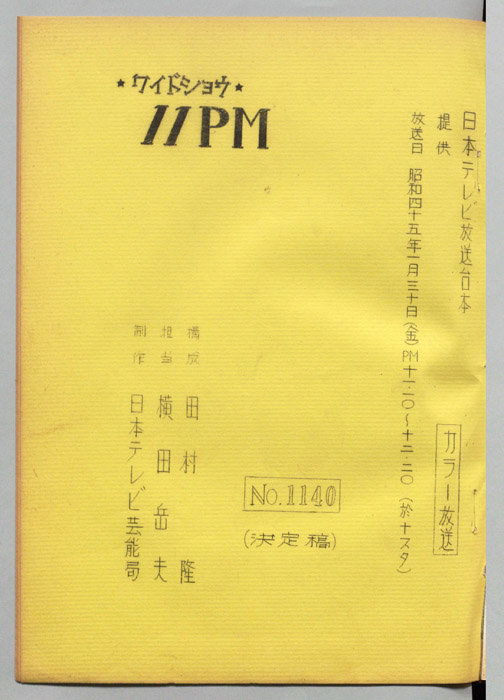 日本テレビ放送台本
提供
カラー放送
放送日 昭和四十五年一月三十日(金)PM十一・二〇〜十二・二〇(於十スタ)
★ワイドショウ★
11PM
No.1140
(決定稿)
構成 田村 隆
担当 横田岳夫
制作 日本テレビ芸能局